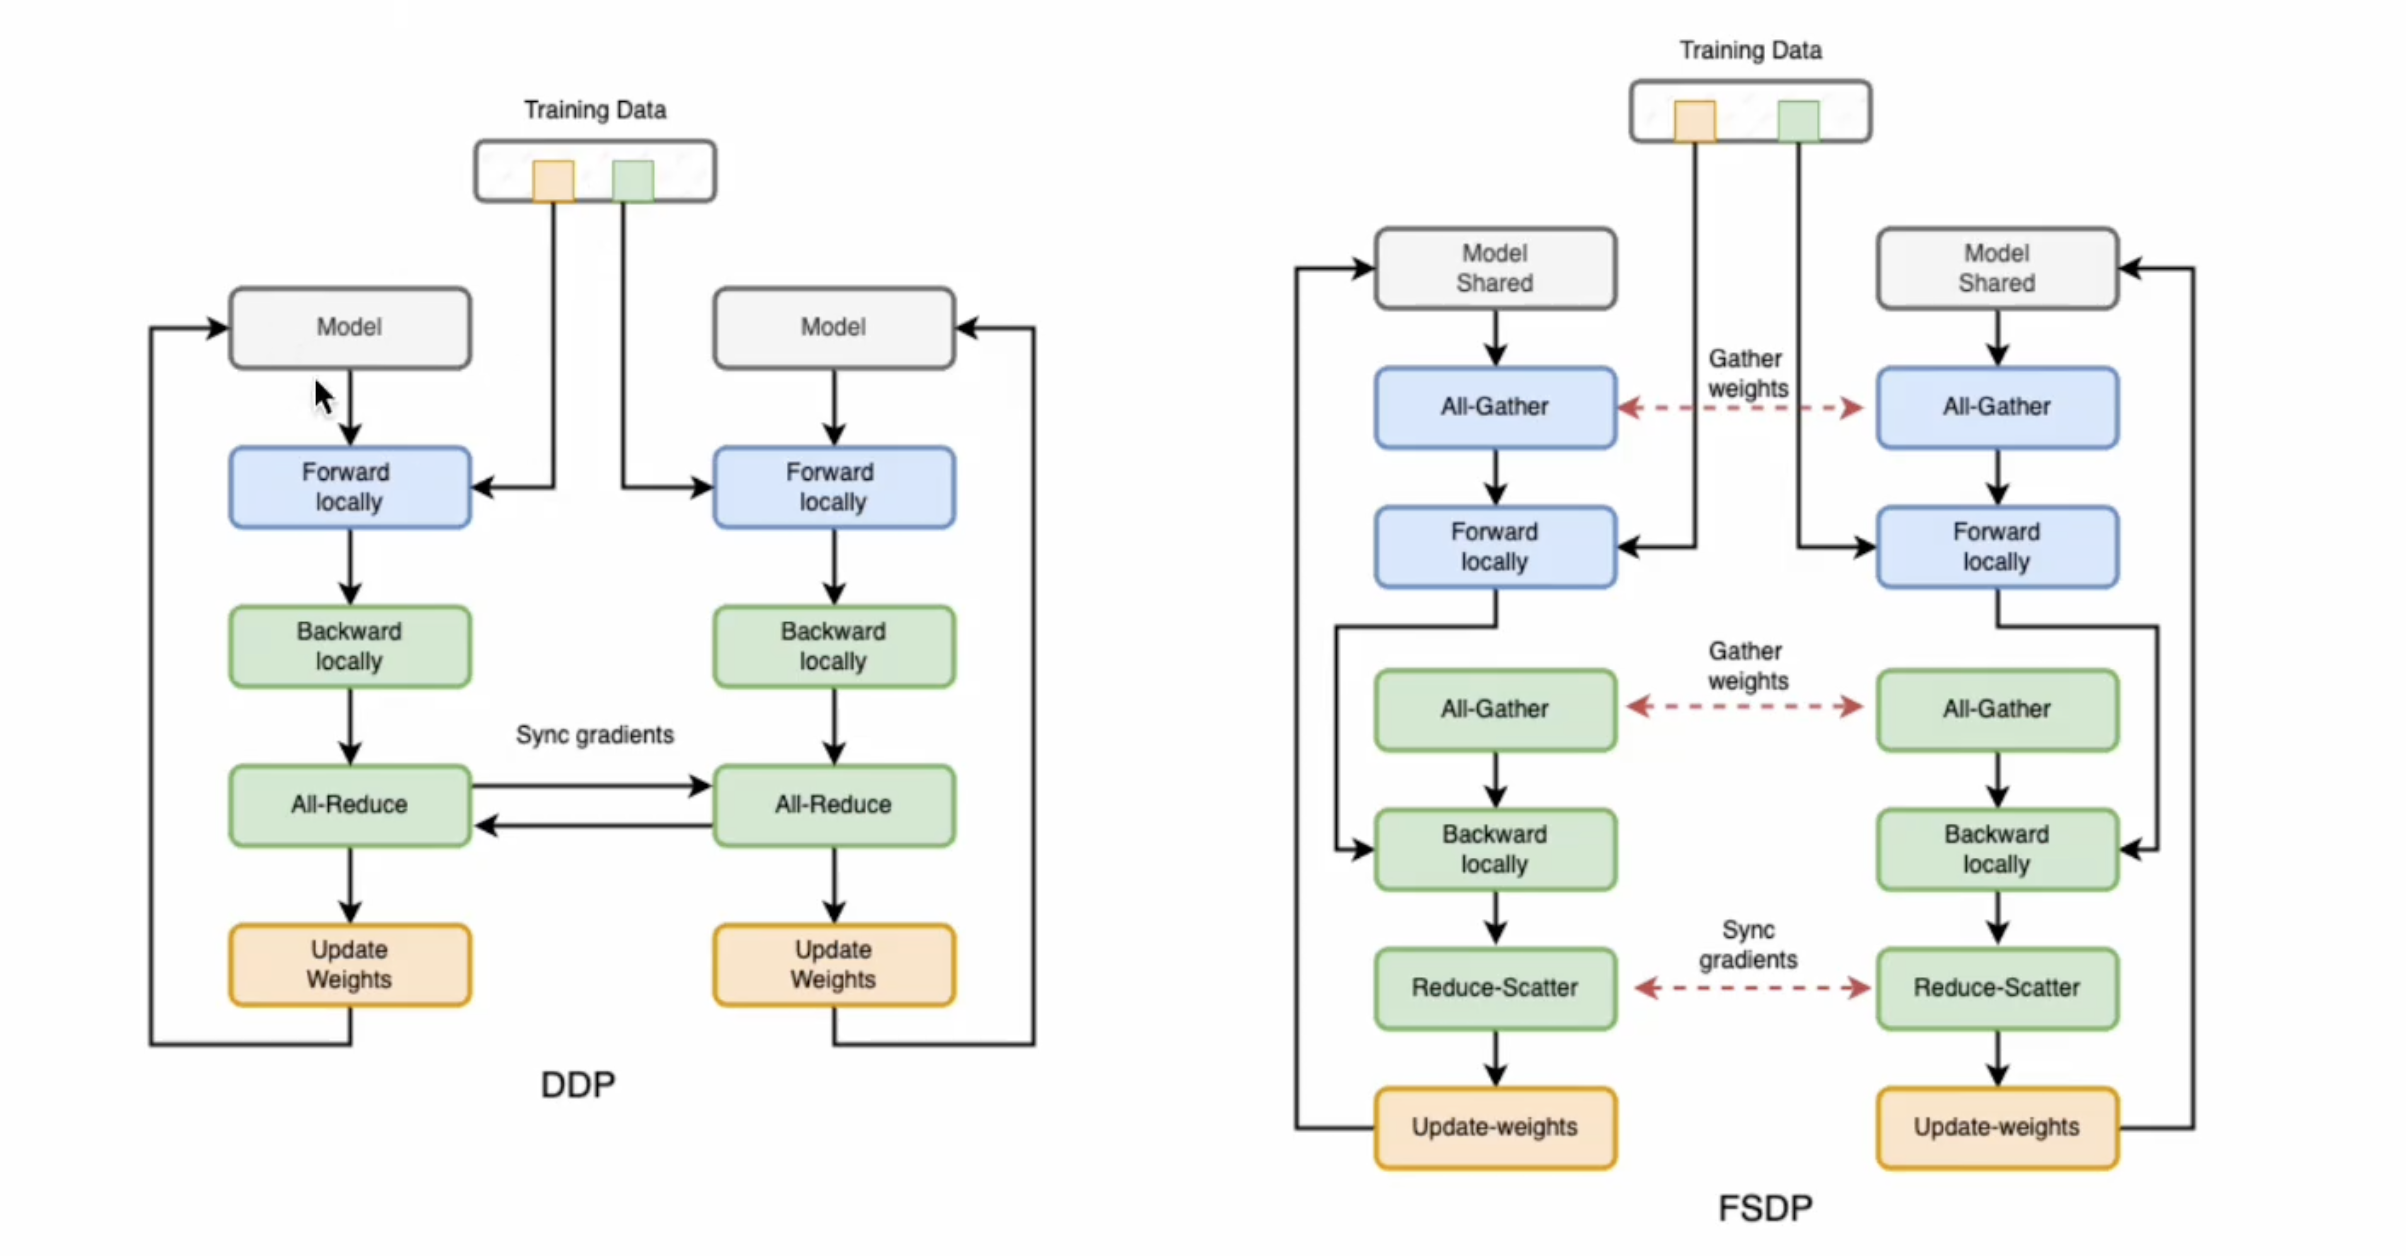 Training Data
Model
Model
Forward
locally
Forward
locally
Backward
locally
Backward
locally
Sync gradients
All-Reduce
All-Reduce
Update
Weights
Update
Weights
DDP
Training Data
Model
Shared
Model
Shared
Gather
weights
All-Gather
All-Gather
Forward
locally
Forward
locally
Gather
weights
All-Gather
All-Gather
Backward
locally
Backward
locally
Sync
gradients
Reduce-Scatter
Reduce-Scatter
Update-weights
Update-weights
FSDP